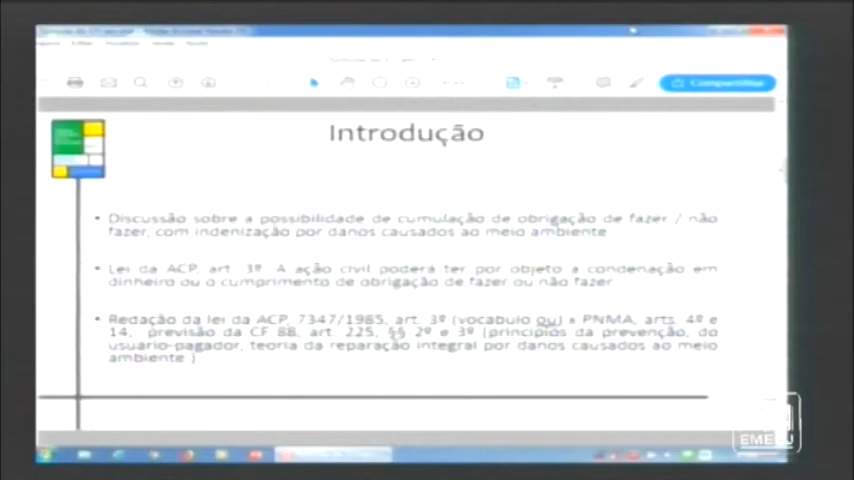 Compartilhar
Introdução
• Discussão sobre a possibilidade de cumulação de obrigação de fazer / não
fazer, com indenização por danos causados ao meio ambiente
• Lei da ACP, art. 3º A ação civil poderá ter por objeto a condenação em
dinheiro ou o cumprimento de obrigação de fazer ou não fazer
• Redação da lei da ACP, 7347/1985, art. 3º (vocabulo ou) x PNMA, arts. 4º e
14, previsão da CF 88, art. 225, §§ 2º e 3º (princípios da prevenção, do
usuário-pagador, teoria da reparação integral por danos causados ao meio
ambiente )